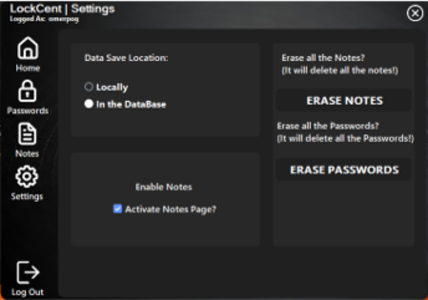 LockCent | Settings
Logged As: omerpog
Home
Passwords
Notes
Settings
Log Out
Data Save Location:
Locally
In the DataBase
Enable Notes
Activate Notes Page?
Erase all the Notes?
(It will delete all the notes!)
ERASE NOTES
Erase all the Passwords?
(It will delete all the Passwords!)
ERASE PASSWORDS